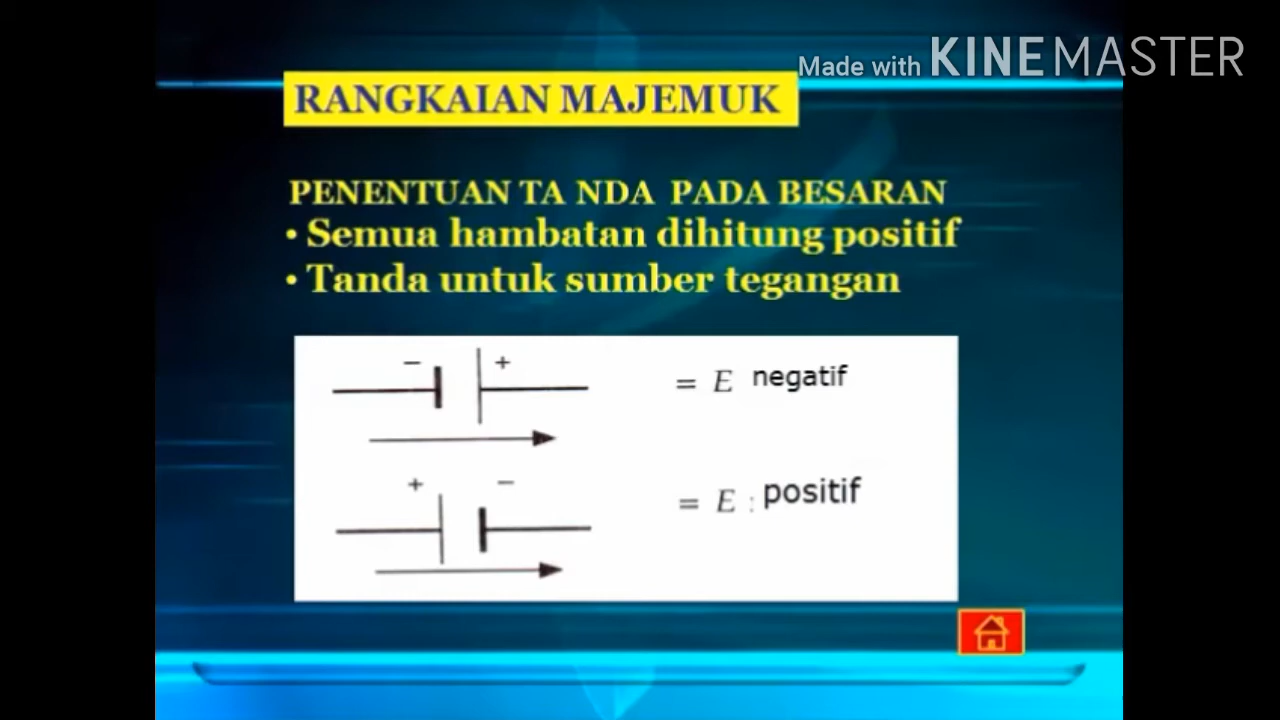 Made with KINEMASTER
RANGKAIAN MAJEMUK
PENENTUAN TA NDA PADA BESARAN
• Semua hambatan dihitung positif
• Tanda untuk sumber tegangan
− +
= E negatif
+ −
= E : positif